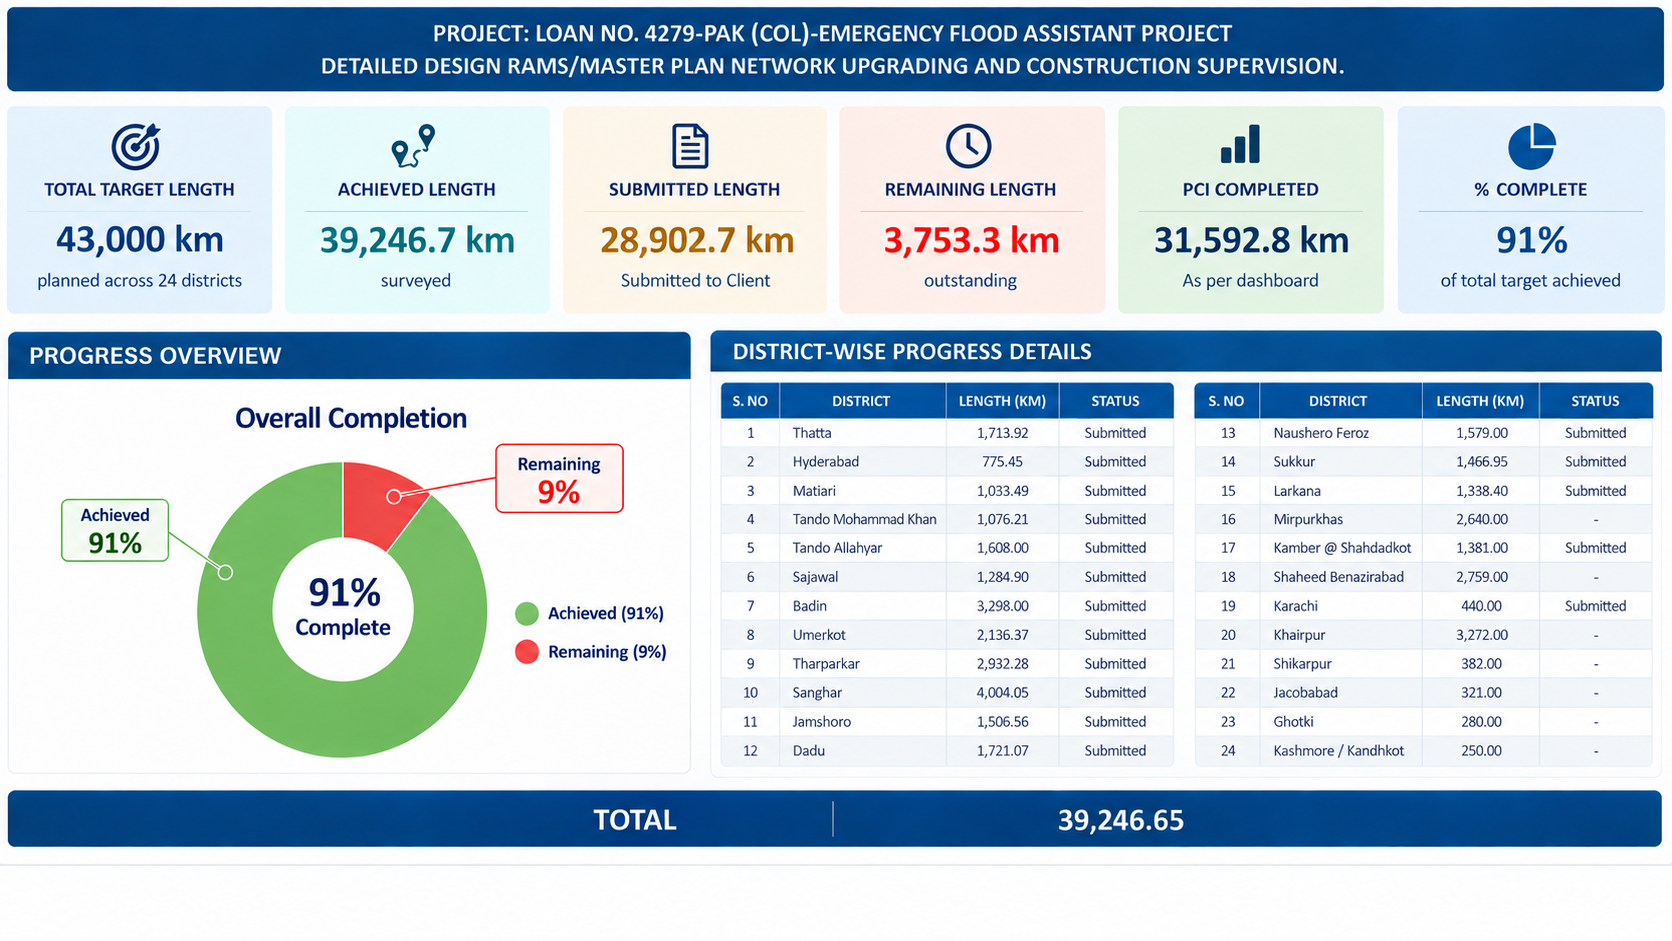 PROJECT: LOAN NO. 4279-PAK (COL)-EMERGENCY FLOOD ASSISTANT PROJECT
DETAILED DESIGN RAMS/MASTER PLAN NETWORK UPGRADING AND CONSTRUCTION SUPERVISION.
TOTAL TARGET LENGTH
43,000 km
planned across 24 districts
ACHIEVED LENGTH
39,246.7 km
surveyed
SUBMITTED LENGTH
28,902.7 km
Submitted to Client
REMAINING LENGTH
3,753.3 km
outstanding
PCI COMPLETED
31,592.8 km
As per dashboard
% COMPLETE
91%
of total target achieved
PROGRESS OVERVIEW
Overall Completion
Remaining
9%
Achieved
91%
91%
Complete
Achieved (91%)
Remaining (9%)
DISTRICT-WISE PROGRESS DETAILS
S. NO DISTRICT LENGTH (KM) STATUS
1 Thatta 1,713.92 Submitted
2 Hyderabad 775.45 Submitted
3 Matiari 1,033.49 Submitted
4 Tando Mohammad Khan 1,076.21 Submitted
5 Tando Allahyar 1,608.00 Submitted
6 Sajawal 1,284.90 Submitted
7 Badin 3,298.00 Submitted
8 Umerkot 2,136.37 Submitted
9 Tharparkar 2,932.28 Submitted
10 Sanghar 4,004.05 Submitted
11 Jamshoro 1,506.56 Submitted
12 Dadu 1,721.07 Submitted
S. NO DISTRICT LENGTH (KM) STATUS
13 Naushero Feroz 1,579.00 Submitted
14 Sukkur 1,466.95 Submitted
15 Larkana 1,338.40 Submitted
16 Mirpurkhas 2,640.00 -
17 Kamber @ Shahdadkot 1,381.00 Submitted
18 Shaheed Benazirabad 2,759.00 -
19 Karachi 440.00 Submitted
20 Khairpur 3,272.00 -
21 Shikarpur 382.00 -
22 Jacobabad 321.00 -
23 Ghotki 280.00 -
24 Kashmore / Kandhkot 250.00 -
TOTAL 39,246.65